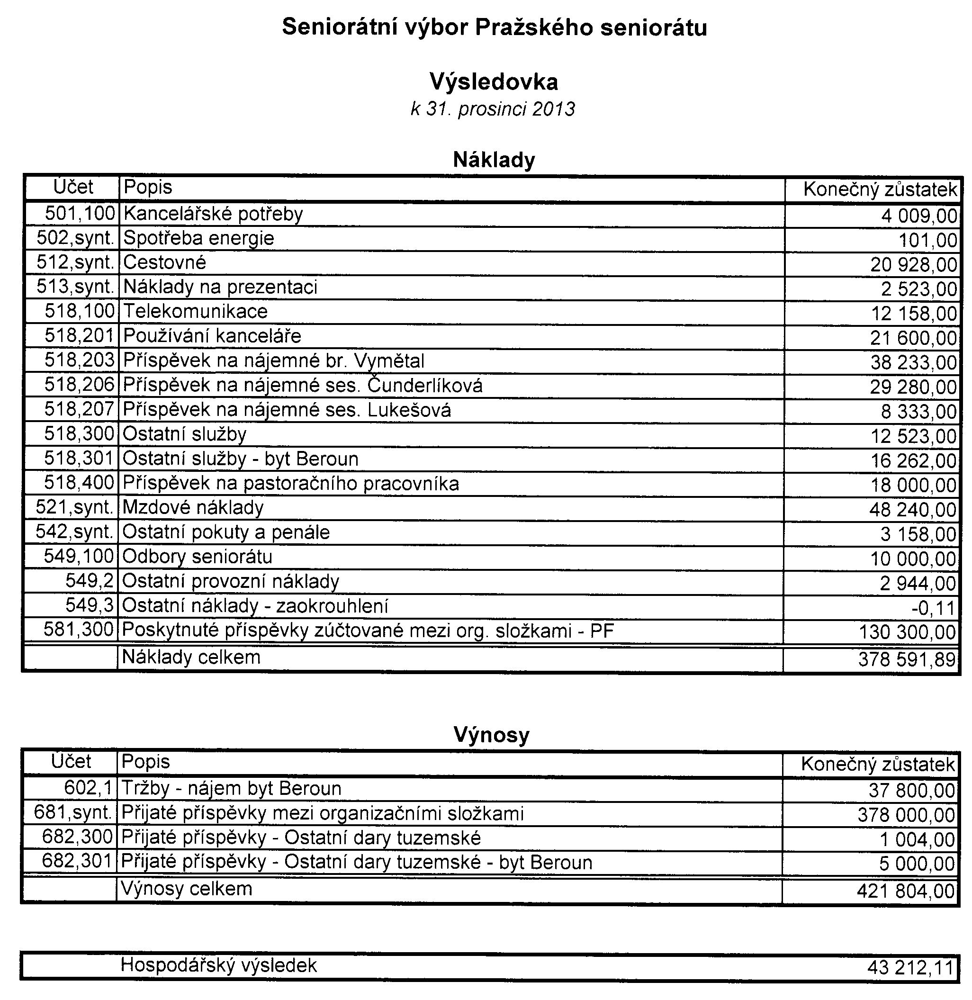 Seniorátní výbor Pražského seniorátu
Výsledovka
k 31. prosinci 2013
Náklady
Účet Popis Konečný zůstatek
501,100 Kancelářské potřeby 4 009,00
502,synt. Spotřeba energie 101,00
512,synt. Cestovné 20 928,00
513,synt. Náklady na prezentaci 2 523,00
518,100 Telekomunikace 12 158,00
518,201 Používání kanceláře 21 600,00
518,203 Příspěvek na nájemné br. Vymětal 38 233,00
518,206 Příspěvek na nájemné ses. Čunderlíková 29 280,00
518,207 Příspěvek na nájemné ses. Lukešová 8 333,00
518,300 Ostatní služby 12 523,00
518,301 Ostatní služby - byt Beroun 16 262,00
518,400 Příspěvek na pastoračního pracovníka 18 000,00
521,synt. Mzdové náklady 48 240,00
542,synt. Ostatní pokuty a penále 3 158,00
549,100 Odbory seniorátu 10 000,00
549,2 Ostatní provozní náklady 2 944,00
549,3 Ostatní náklady - zaokrouhlení -0,11
581,300 Poskytnuté příspěvky zúčtované mezi org. složkami - PF 130 300,00
Náklady celkem 378 591,89
Výnosy
Účet Popis Konečný zůstatek
602,1 Tržby - nájem byt Beroun 37 800,00
681,synt. Přijaté příspěvky mezi organizačními složkami 378 000,00
682,300 Přijaté příspěvky - Ostatní dary tuzemské 1 004,00
682,301 Přijaté příspěvky - Ostatní dary tuzemské - byt Beroun 5 000,00
Výnosy celkem 421 804,00
Hospodářský výsledek 43 212,11